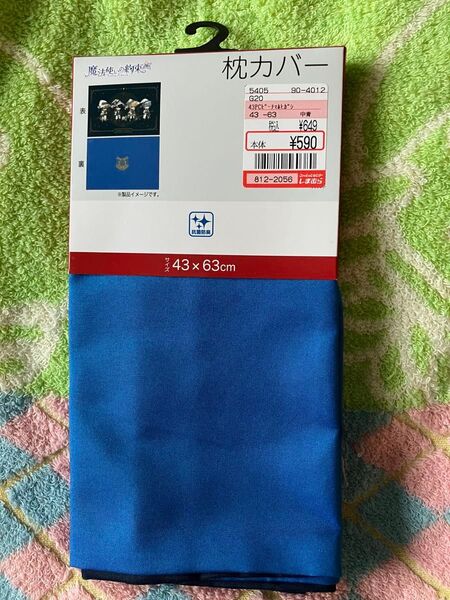 魔法使いの約束
枕カバー
表
裏
※製品イメージです。
5405 90-4012
G20
43 -63 中青
税込 ¥649
本体 ¥590
812-2056
しまむら
抗菌防臭
サイズ 43×63cm